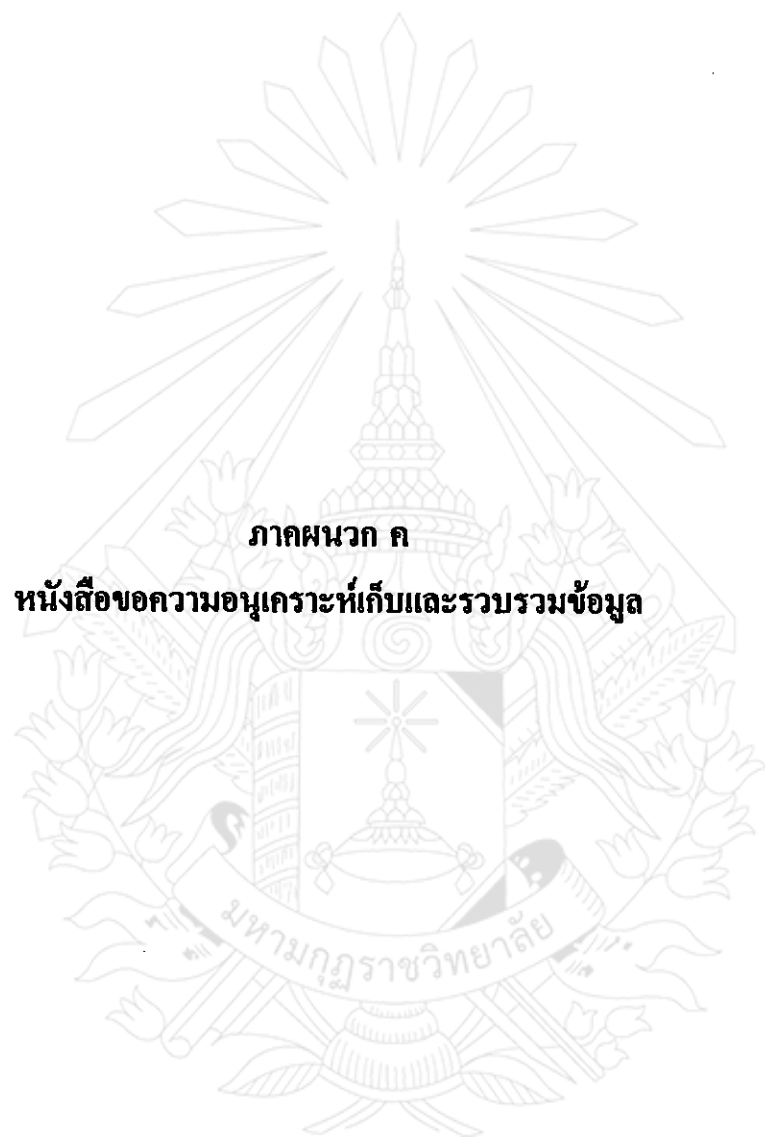 ภาคผนวก ค
หนังสือขอความอนุเคราะห์เก็บและรวบรวมข้อมูล
มหามกุฏราชวิทยาลัย